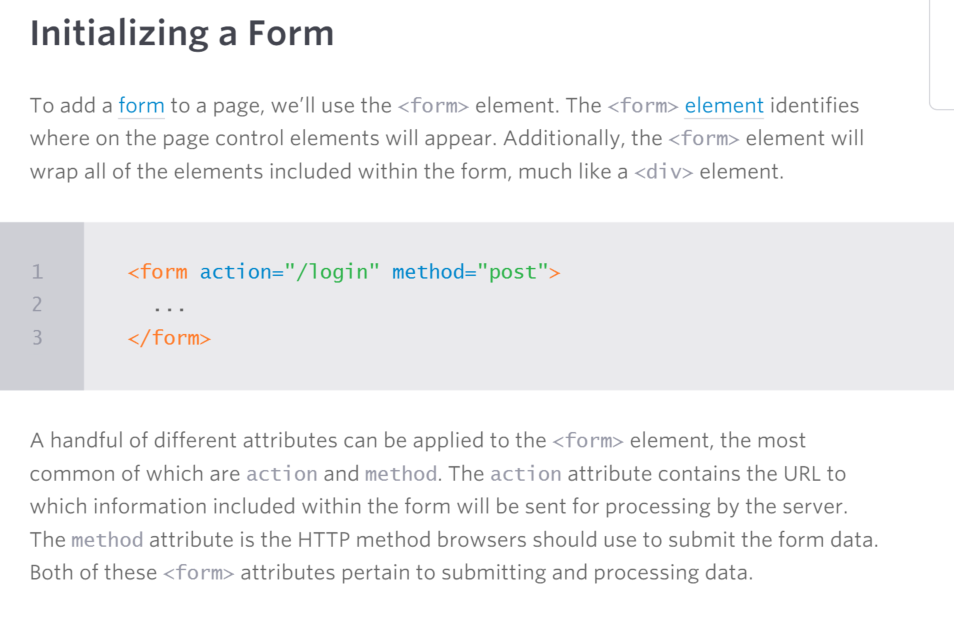 Initializing a Form
To add a form to a page, we’ll use the <form> element. The <form> element identifies
where on the page control elements will appear. Additionally, the <form> element will
wrap all of the elements included within the form, much like a <div> element.
1 <form action="/login" method="post">
2 ...
3 </form>
A handful of different attributes can be applied to the <form> element, the most
common of which are action and method. The action attribute contains the URL to
which information included within the form will be sent for processing by the server.
The method attribute is the HTTP method browsers should use to submit the form data.
Both of these <form> attributes pertain to submitting and processing data.